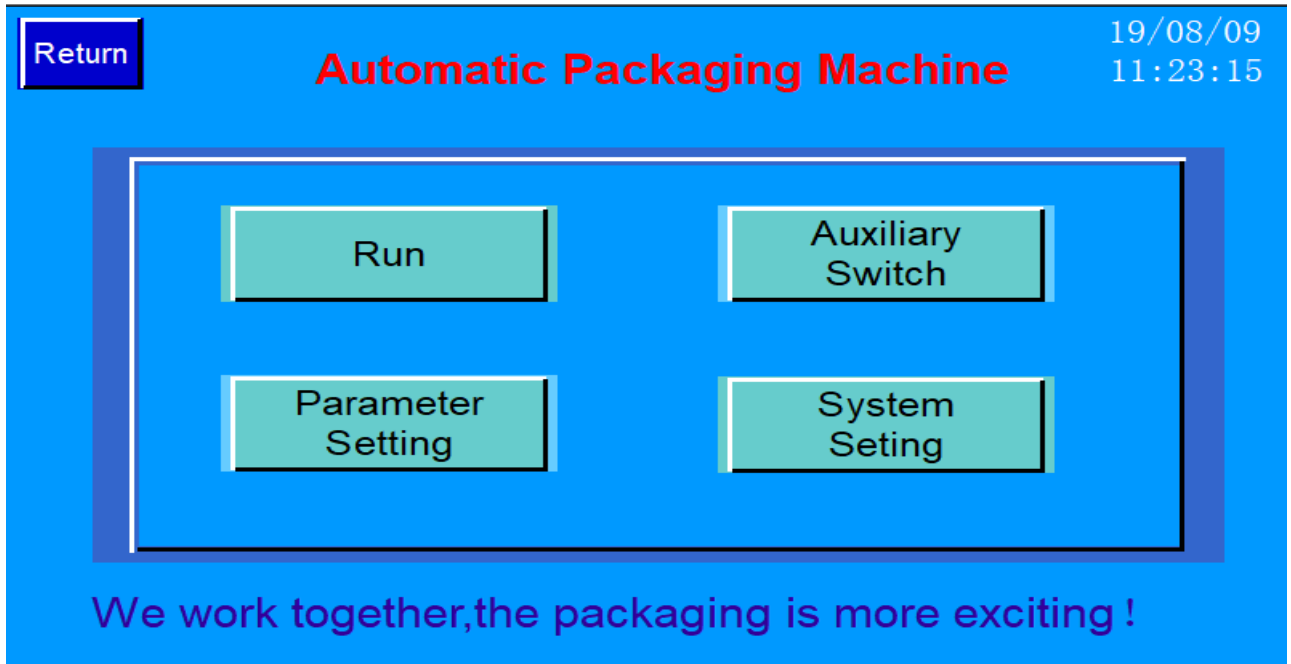 Return
Automatic Packaging Machine
19/08/09
11:23:15
Run
Auxiliary
Switch
Parameter
Setting
System
Seting
We work together,the packaging is more exciting！